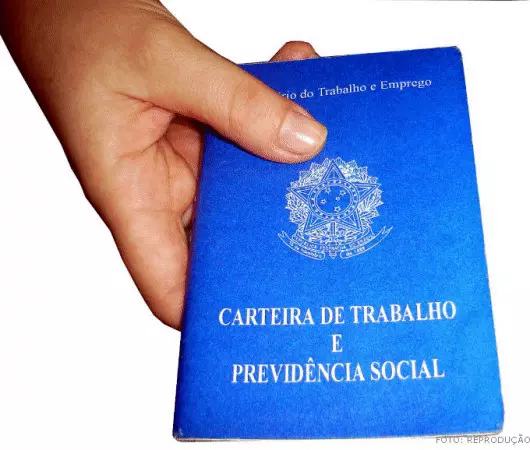 do Trabalho e Emprego
CARTEIRA DE TRABALHO
E
PREVIDÊNCIA SOCIAL
FOTO: REPRODUÇÃO